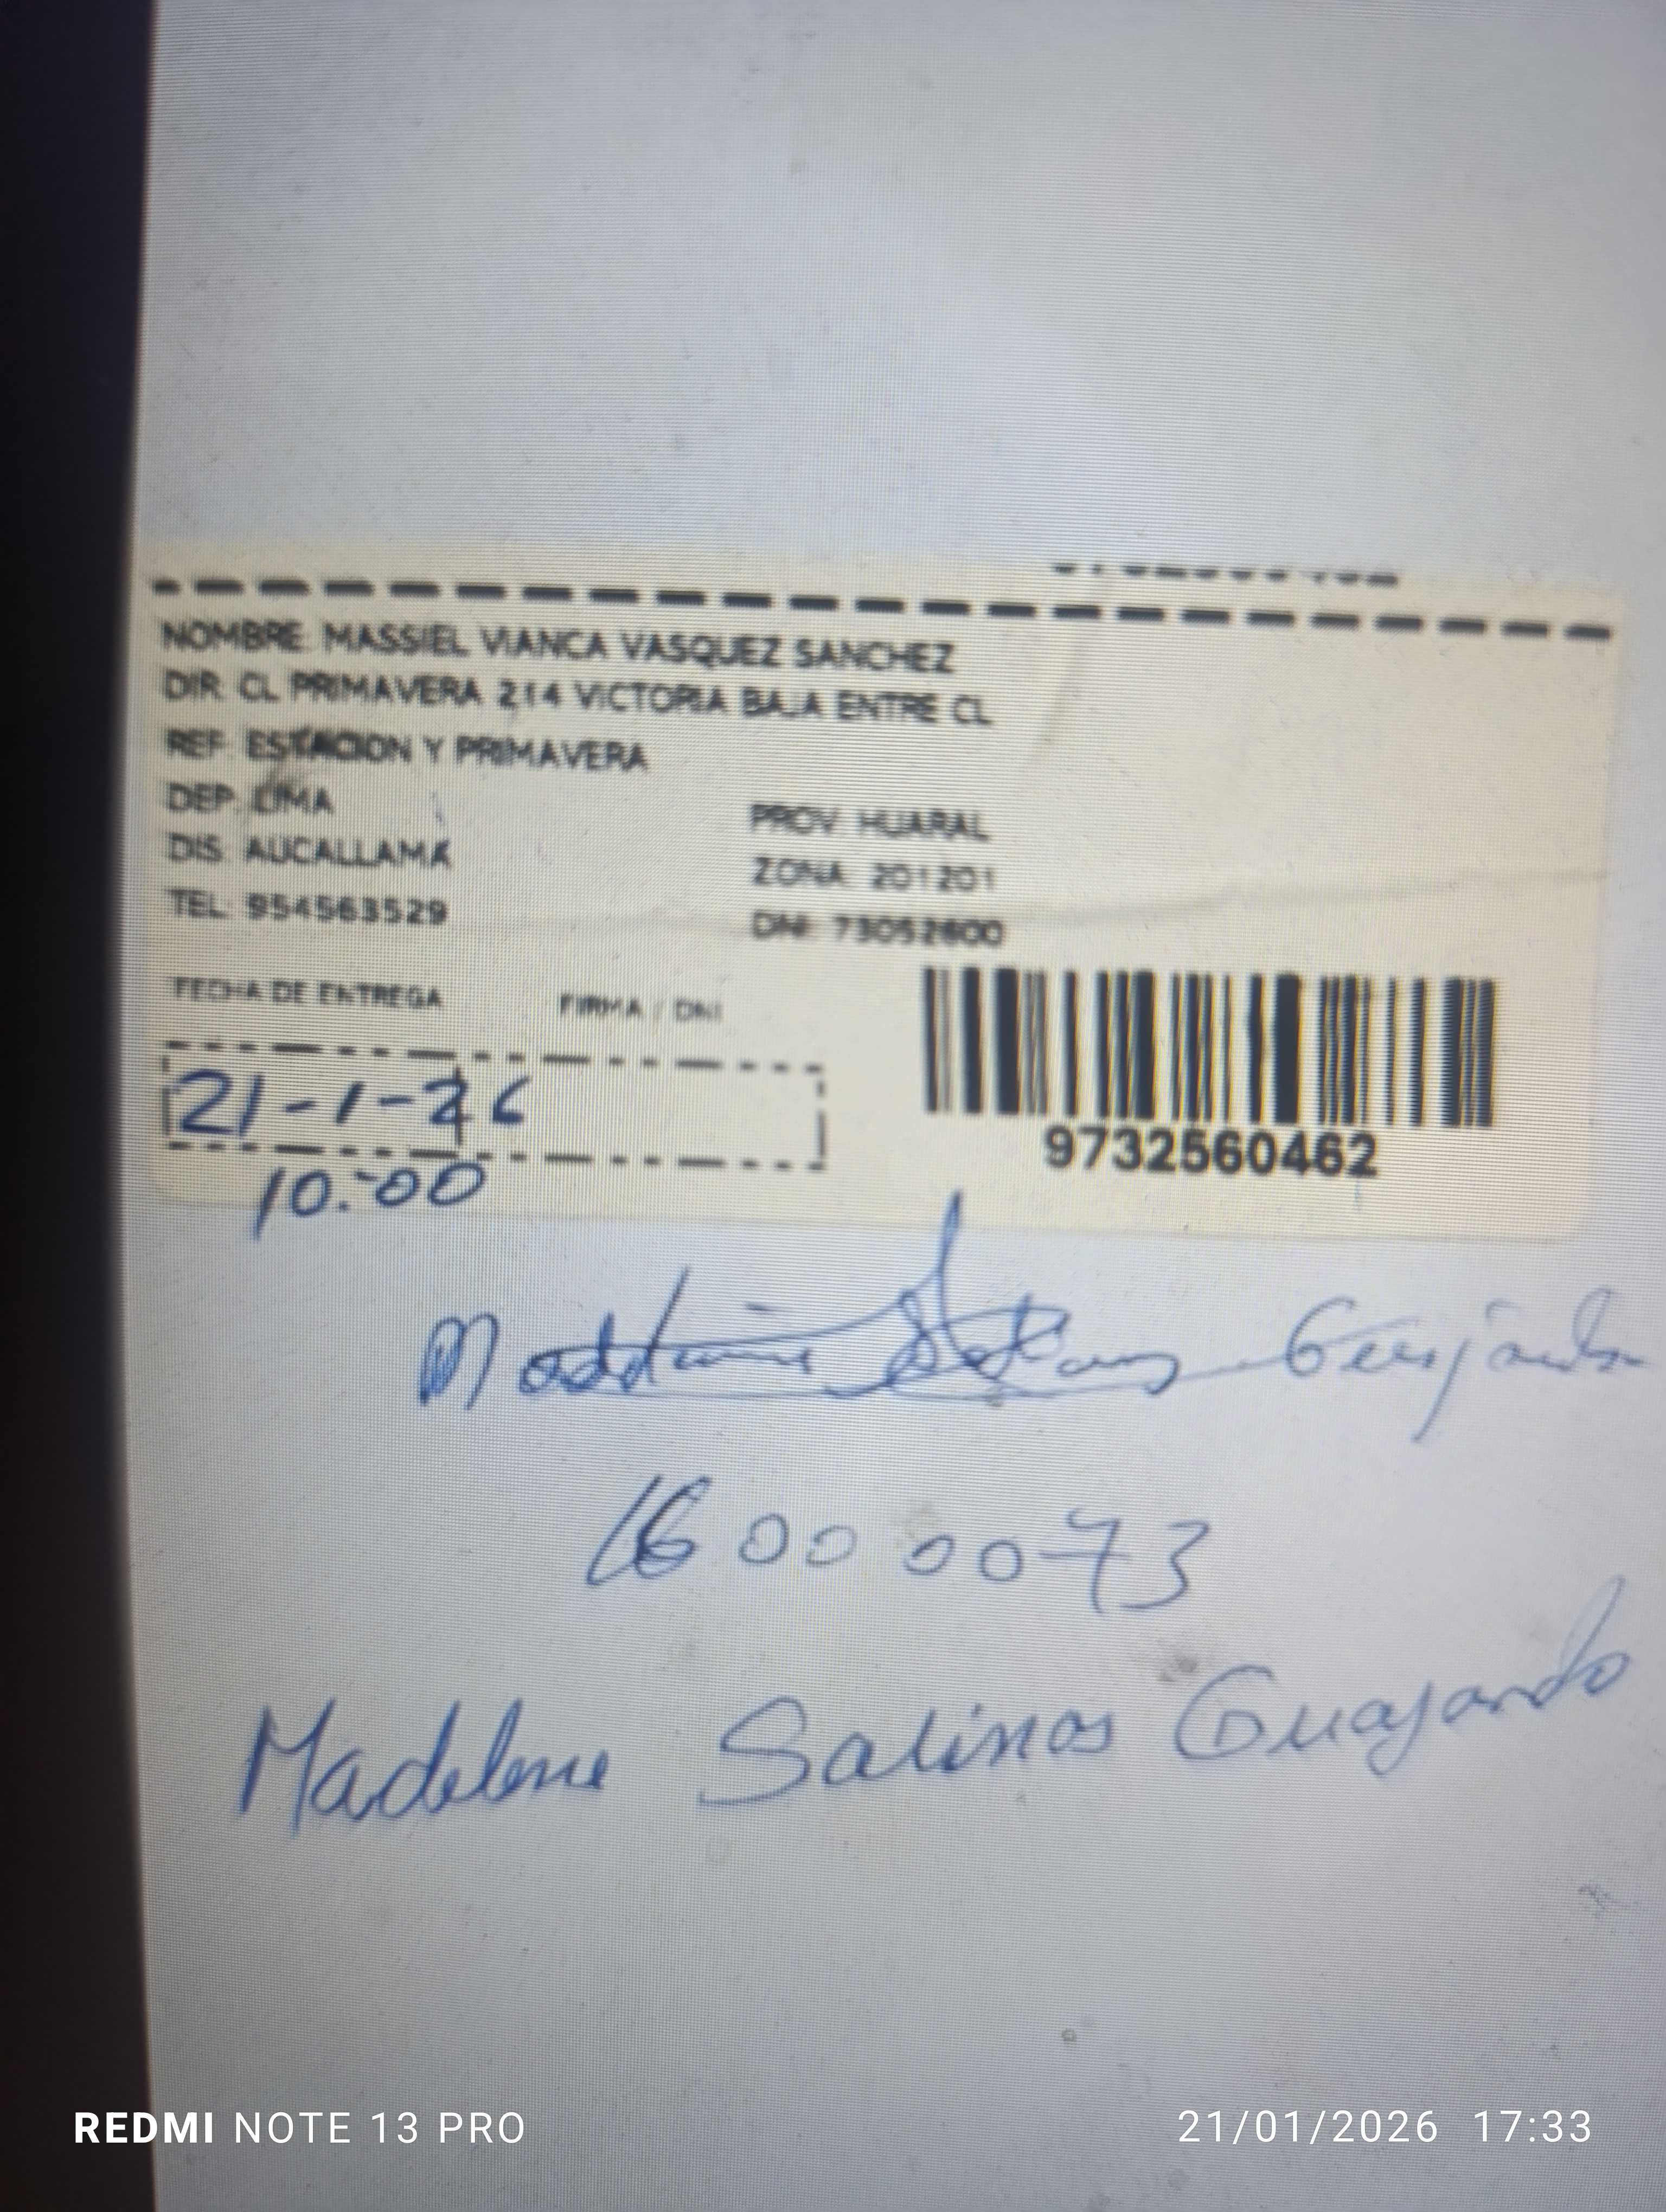 NOMBRE: MASSIEL VIANCA VASQUEZ SANCHEZ
DIR: CL PRIMAVERA 214 VICTORIA BAJA ENTRE CL
REF: ESTACION Y PRIMAVERA
DEP: LIMA
PROV: HUARAL
DIS: AUCALLAMA
ZONA: 201201
TEL: 954563529
DNI: 73052600
FECHA DE ENTREGA
FIRMA / DNI
21-1-26
10:00
9732560462
16000073
Salinas Guajardo
REDMI NOTE 13 PRO
21/01/2026 17:33